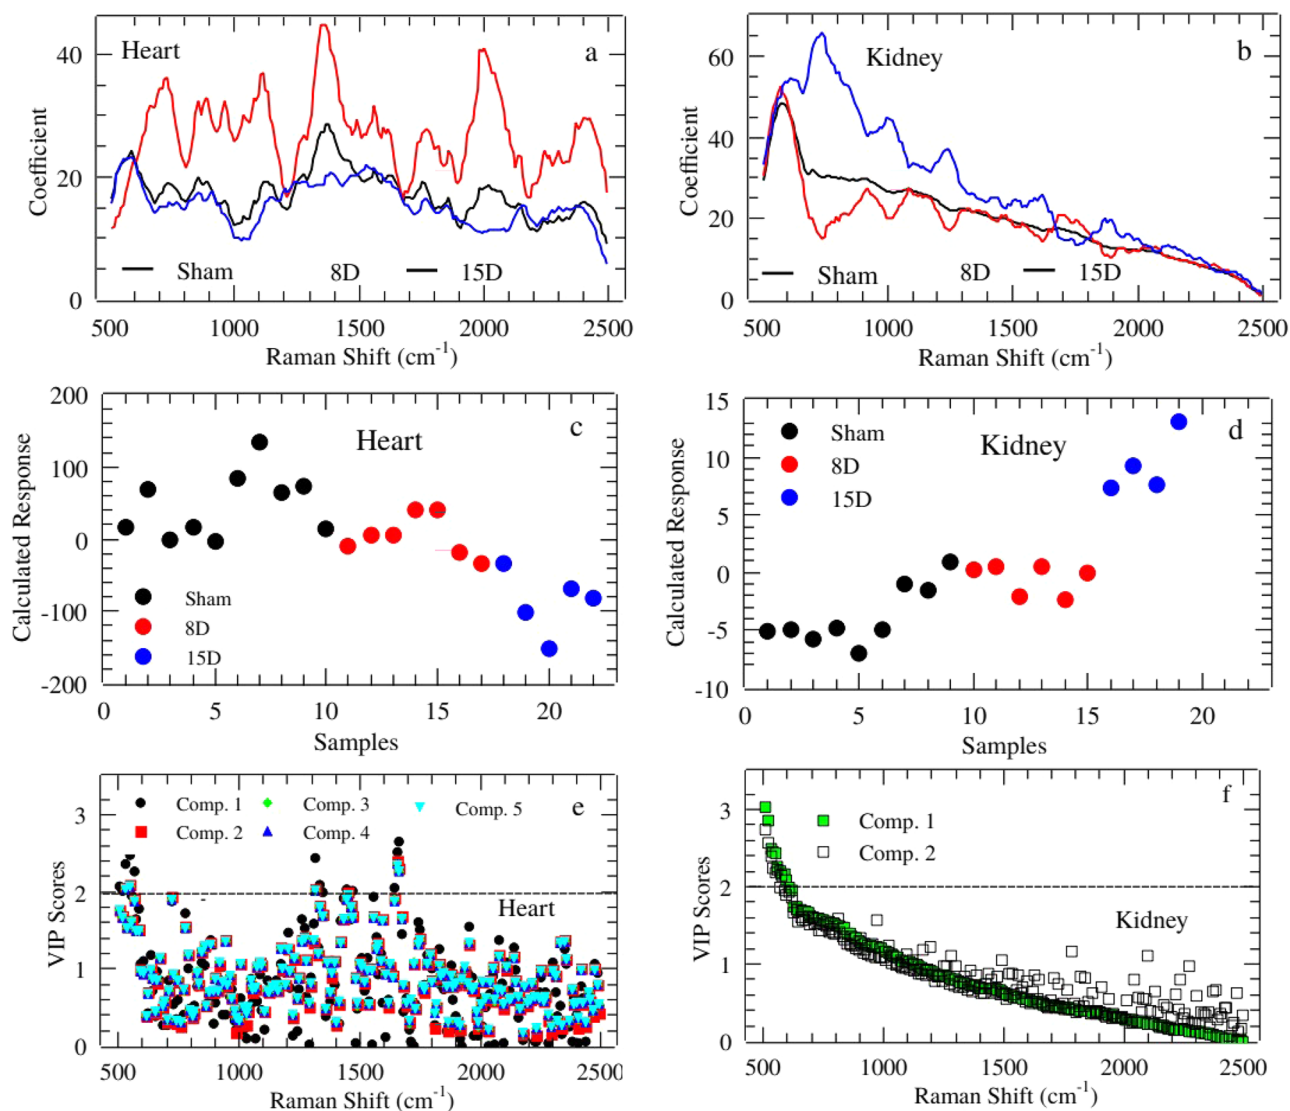 Heart
a
40
20
0
Coefficient
Sham
8D
15D
500
1000
1500
2000
2500
Raman Shift (cm-1)
Kidney
b
60
40
20
0
Coefficient
Sham
8D
15D
500
1000
1500
2000
2500
Raman Shift (cm-1)
200
100
0
-100
-200
Calculated Response
Heart
c
Sham
8D
15D
0
5
10
15
20
Samples
15
10
5
0
-5
-10
Calculated Response
Sham
8D
15D
Kidney
d
0
5
10
15
20
Samples
3
2
1
0
VIP Scores
Comp. 1
Comp. 3
Comp. 5
Comp. 2
Comp. 4
e
Heart
500
1000
1500
2000
2500
Raman Shift (cm-1)
3
2
1
0
VIP Scores
Comp. 1
Comp. 2
f
Kidney
500
1000
1500
2000
2500
Raman Shift (cm-1)